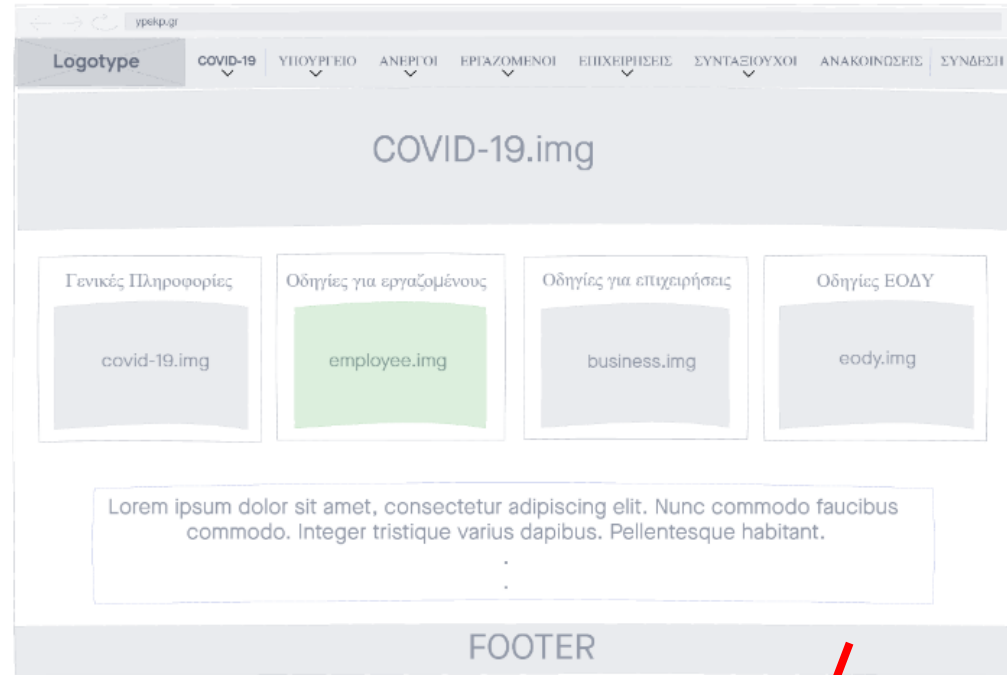 ypekp.gr
Logotype COVID-19 ΥΠΟΥΡΓΕΙΟ ΑΝΕΡΓΟΙ ΕΡΓΑΖΟΜΕΝΟΙ ΕΠΙΧΕΙΡΗΣΕΙΣ ΣΥΝΤΑΞΙΟΥΧΟΙ ΑΝΑΚΟΙΝΩΣΕΙΣ ΣΥΝΔΕΣΗ
COVID-19.img
Γενικές Πληροφορίες Οδηγίες για εργαζομένους Οδηγίες για επιχειρήσεις Οδηγίες ΕΟΔΥ
covid-19.img employee.img business.img eody.img
Lorem ipsum dolor sit amet, consectetur adipiscing elit. Nunc commodo faucibus
commodo. Integer tristique varius dapibus. Pellentesque habitant.
.
.
FOOTER